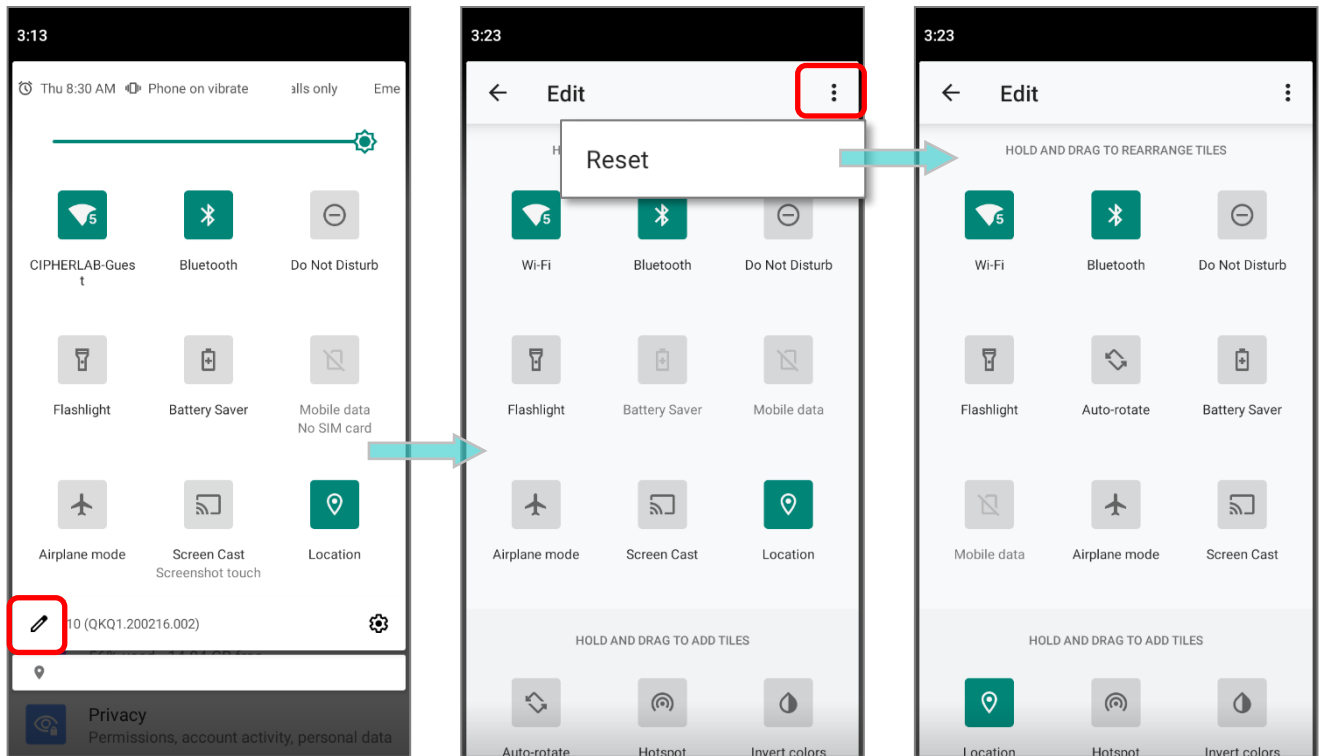 3:13
Thu 8:30 AM Phone on vibrate alls only Eme
5
CIPHERLAB-Gues
t
Bluetooth
Do Not Disturb
Flashlight
Battery Saver
Mobile data
No SIM card
Airplane mode
Screen Cast
Screenshot touch
Location
10 (QKQ1.200216.002)
Privacy
Permissions, account activity, personal data
3:23
Edit
Reset
H
5
Wi-Fi
Bluetooth
Do Not Disturb
Flashlight
Battery Saver
Mobile data
Airplane mode
Screen Cast
Location
HOLD AND DRAG TO ADD TILES
Auto-rotate
Hotspot
Invert colors
3:23
Edit
HOLD AND DRAG TO REARRANGE TILES
5
Wi-Fi
Bluetooth
Do Not Disturb
Flashlight
Auto-rotate
Battery Saver
Mobile data
Airplane mode
Screen Cast
HOLD AND DRAG TO ADD TILES
Location
Hotspot
Invert colors